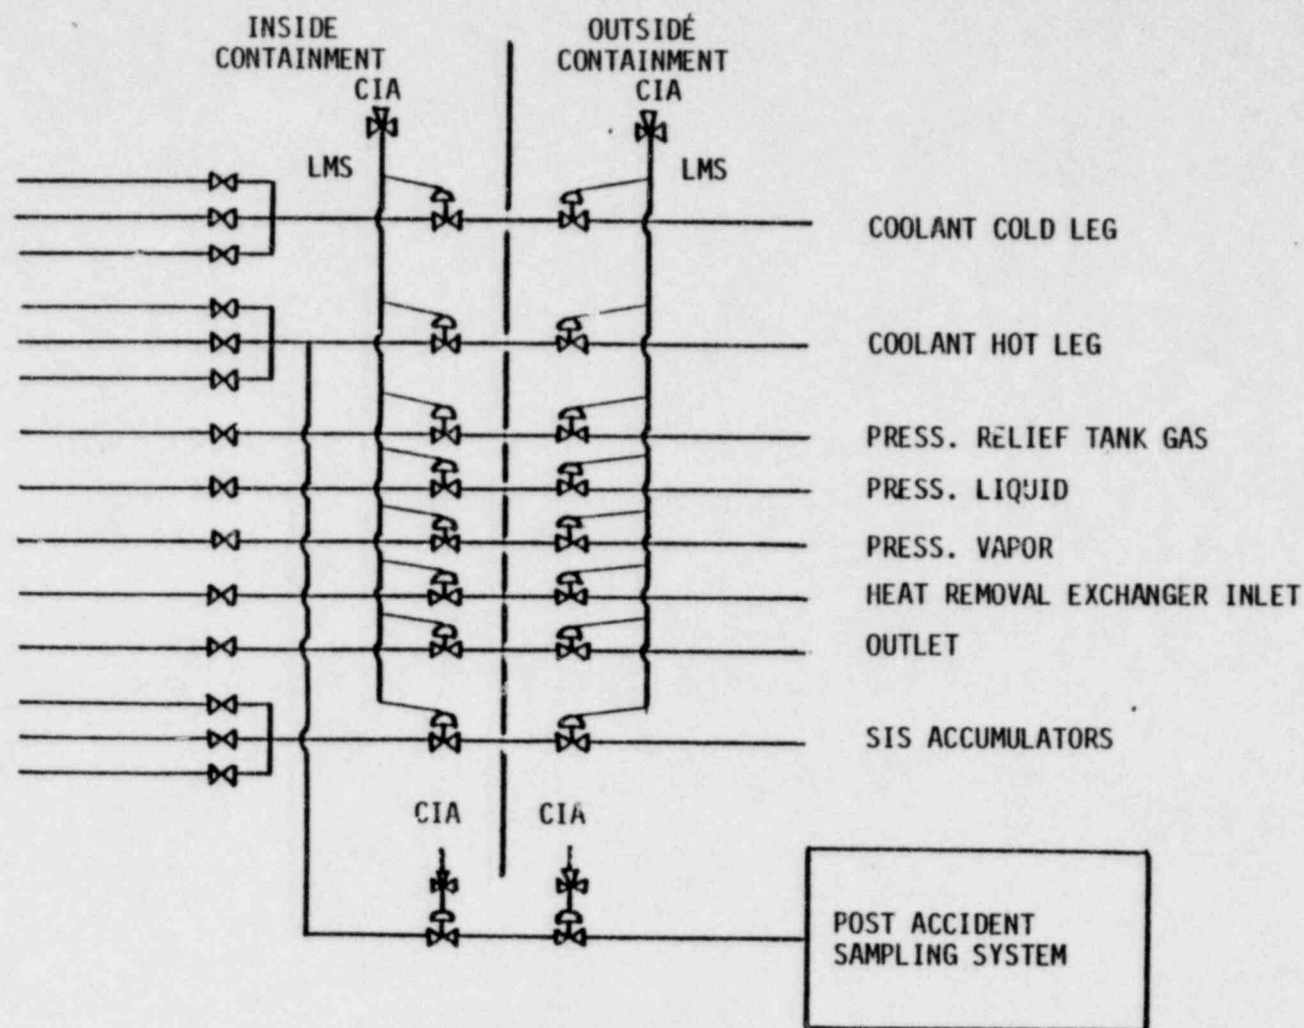 INSIDE
CONTAINMENT
CIA
OUTSIDE
CONTAINMENT
CIA
LMS
LMS
COOLANT COLD LEG
COOLANT HOT LEG
PRESS. RELIEF TANK GAS
PRESS. LIQUID
PRESS. VAPOR
HEAT REMOVAL EXCHANGER INLET
OUTLET
SIS ACCUMULATORS
CIA
CIA
POST ACCIDENT
SAMPLING SYSTEM